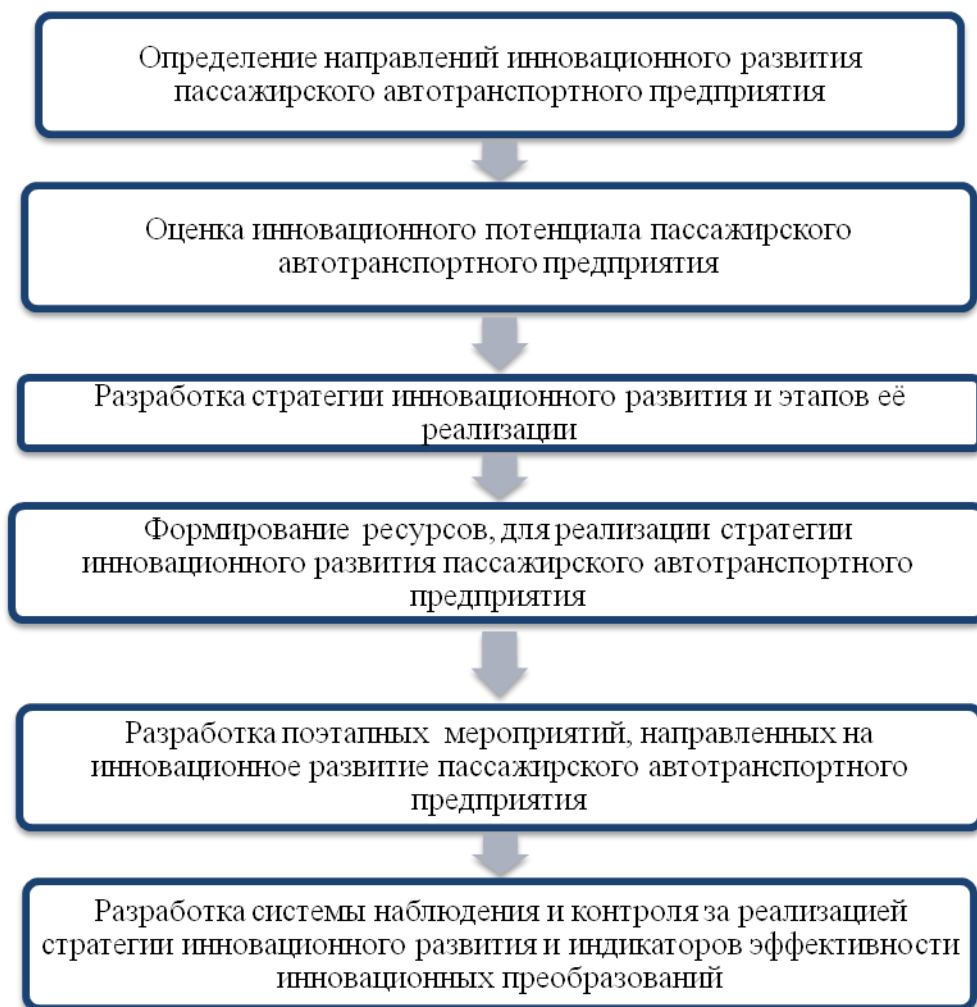 Определение направлений инновационного развития
пассажирского автотранспортного предприятия
Оценка инновационного потенциала пассажирского
автотранспортного предприятия
Разработка стратегии инновационного развития и этапов её
реализации
Формирование ресурсов, для реализации стратегии
инновационного развития пассажирского автотранспортного
предприятия
Разработка поэтапных мероприятий, направленных на
инновационное развитие пассажирского автотранспортного
предприятия
Разработка системы наблюдения и контроля за реализацией
стратегии инновационного развития и индикаторов эффективности
инновационных преобразований